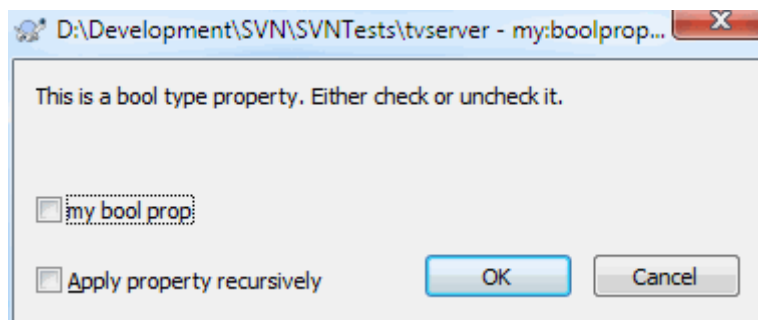 D:\Development\SVN\SVNTests\tvserver - my:boolprop...
This is a bool type property. Either check or uncheck it.
my bool prop
Apply property recursively OK Cancel